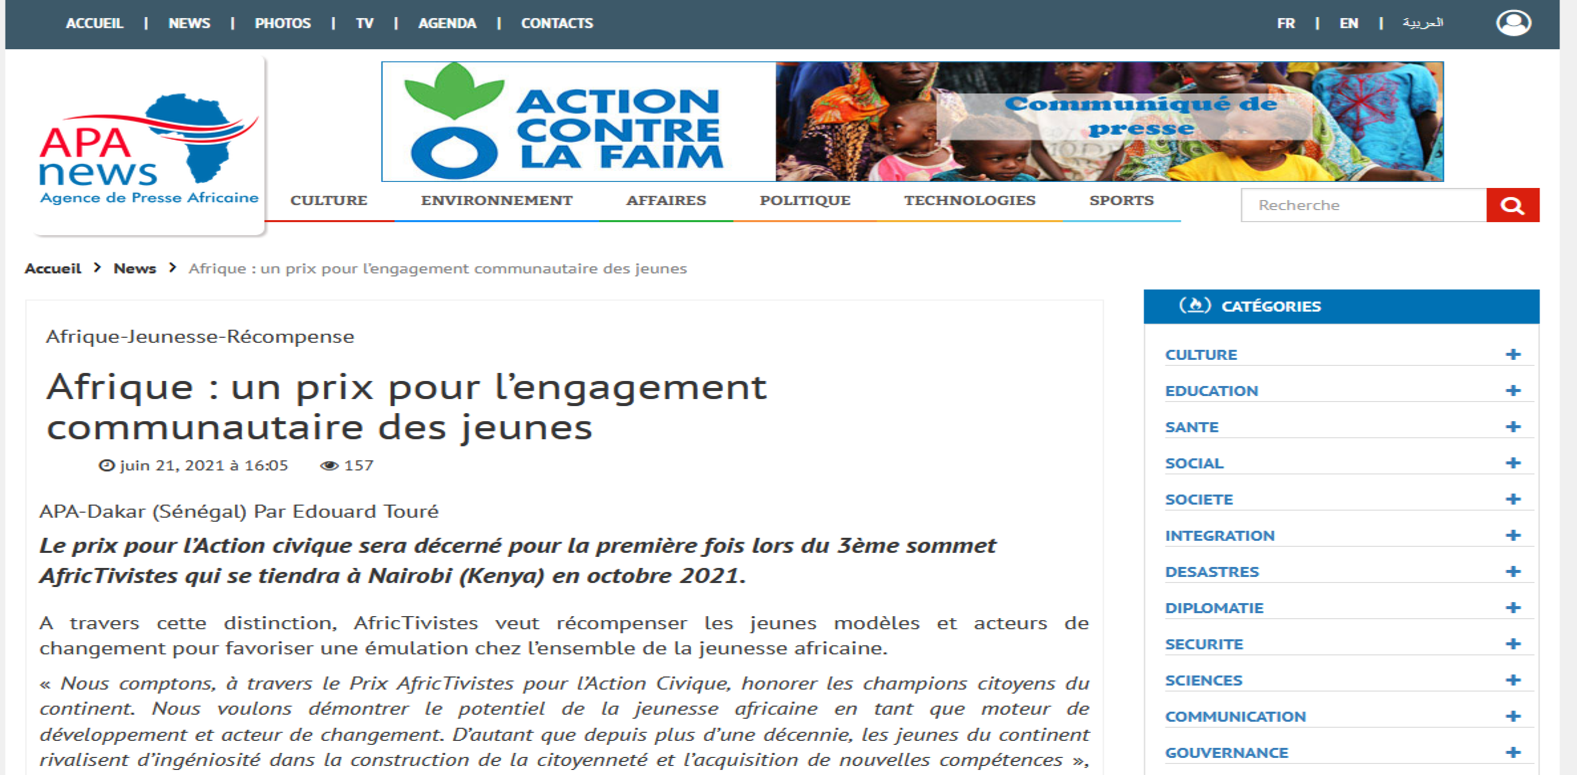 ACCUEIL | NEWS | PHOTOS | TV | AGENDA | CONTACTS
FR | EN | العربية
APA
news
Agence de Presse Africaine
ACTION
CONTRE
LA FAIM
Communiqué de
presse
CULTURE ENVIRONNEMENT AFFAIRES POLITIQUE TECHNOLOGIES SPORTS
Recherche
Accueil > News > Afrique : un prix pour l’engagement communautaire des jeunes
Afrique-Jeunesse-Récompense
Afrique : un prix pour l’engagement
communautaire des jeunes
juin 21, 2021 à 16:05 157
APA-Dakar (Sénégal) Par Edouard Touré
Le prix pour l’Action civique sera décerné pour la première fois lors du 3ème sommet
AfricTivistes qui se tiendra à Nairobi (Kenya) en octobre 2021.
A travers cette distinction, AfricTivistes veut récompenser les jeunes modèles et acteurs de
changement pour favoriser une émulation chez l’ensemble de la jeunesse africaine.
« Nous comptons, à travers le Prix AfricTivistes pour l’Action Civique, honorer les champions citoyens du
continent. Nous voulons démontrer le potentiel de la jeunesse africaine en tant que moteur de
développement et acteur de changement. D’autant que depuis plus d’une décennie, les jeunes du continent
rivalisent d’ingéniosité dans la construction de la citoyenneté et l’acquisition de nouvelles compétences »,
CATÉGORIES
CULTURE +
EDUCATION +
SANTE +
SOCIAL +
SOCIETE +
INTEGRATION +
DESASTRES +
DIPLOMATIE +
SECURITE +
SCIENCES +
COMMUNICATION +
GOUVERNANCE +